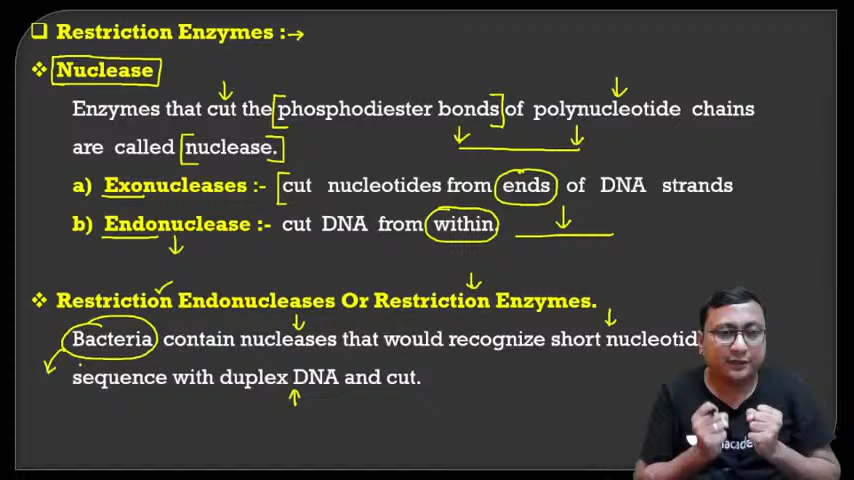 Restriction Enzymes :→
Nuclease
Enzymes that cut the phosphodiester bonds of polynucleotide chains
are called nuclease.
a) Exonucleases :- cut nucleotides from ends of DNA strands
b) Endonuclease :- cut DNA from within
Restriction Endonucleases Or Restriction Enzymes.
Bacteria contain nucleases that would recognize short nucleotid
sequence with duplex DNA and cut.